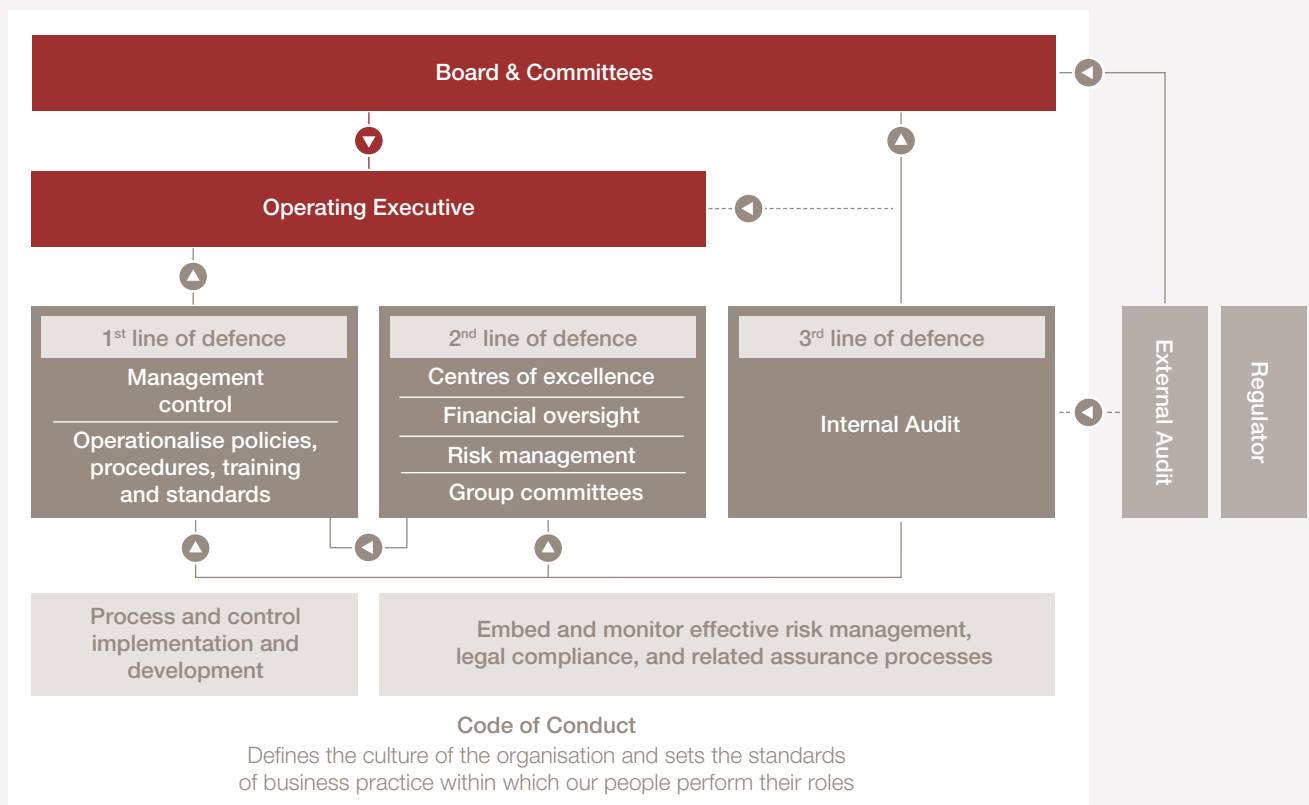 Board & Committees
Operating Executive
1st line of defence
Management
control
Operationalise policies,
procedures, training
and standards
2nd line of defence
Centres of excellence
Financial oversight
Risk management
Group committees
3rd line of defence
Internal Audit
External Audit
Regulator
Process and control
implementation and
development
Embed and monitor effective risk management,
legal compliance, and related assurance processes
Code of Conduct
Defines the culture of the organisation and sets the standards
of business practice within which our people perform their roles